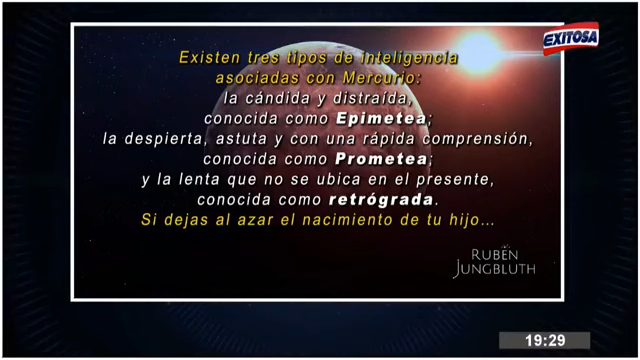 EXITOSA
Existen tres tipos de inteligencia
asociadas con Mercurio:
la cándida y distraída,
conocida como Epimetea;
la despierta, astuta y con una rápida comprensión,
conocida como Prometea;
y la lenta que no se ubica en el presente,
conocida como retrógrada.
Si dejas al azar el nacimiento de tu hijo...
RUBËN
JUNGBLUTH
19:29